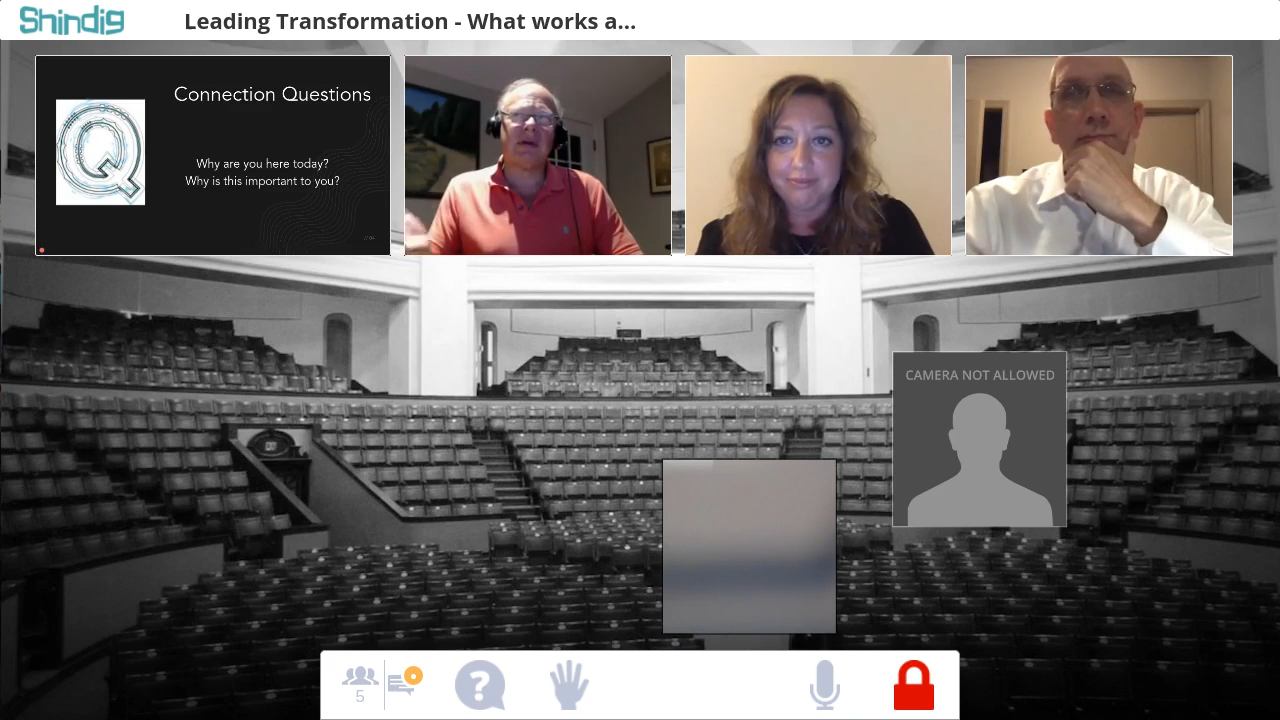 Shindig
Leading Transformation - What works a...
Connection Questions
Q
Why are you here today?
Why is this important to you?
CAMERA NOT ALLOWED
5
?